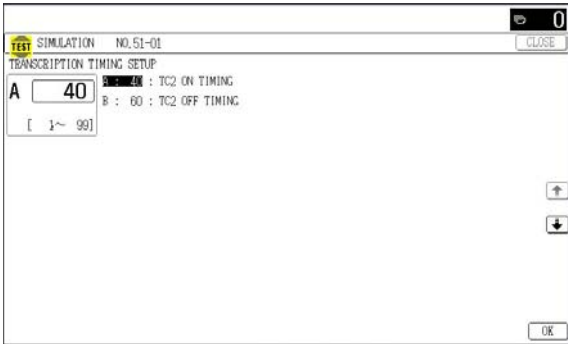 0
TEST SIMULATION NO.51-01 CLOSE
TRANSCRIPTION TIMING SETUP
A 40 A : 40 : TC2 ON TIMING
B : 60 : TC2 OFF TIMING
[ 1~ 99]
OK